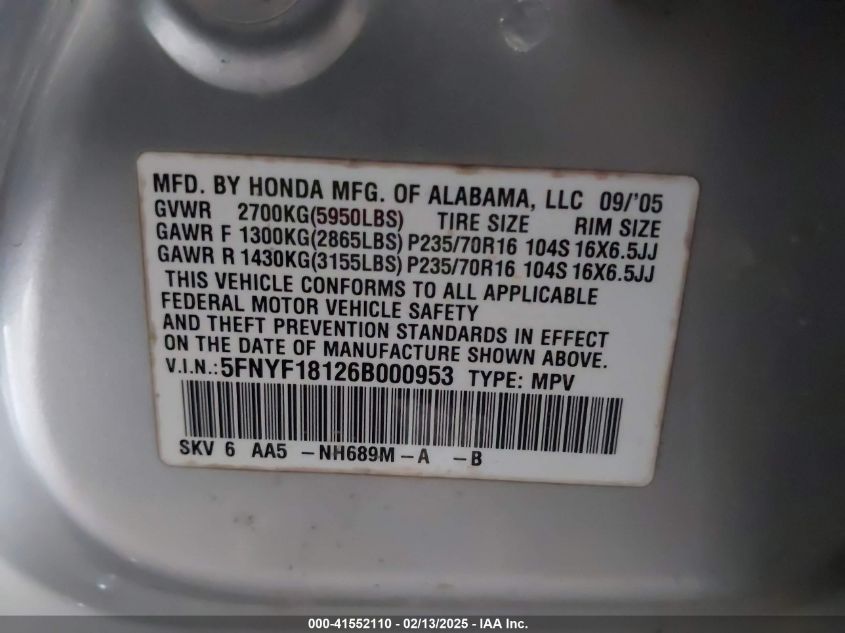 MFD. BY HONDA MFG. OF ALABAMA, LLC 09/'05
GVWR 2700KG(5950LBS) TIRE SIZE RIM SIZE
GAWR F 1300KG(2865LBS) P235/70R16 104S 16X6.5JJ
GAWR R 1430KG(3155LBS) P235/70R16 104S 16X6.5JJ
THIS VEHICLE CONFORMS TO ALL APPLICABLE
FEDERAL MOTOR VEHICLE SAFETY
AND THEFT PREVENTION STANDARDS IN EFFECT
ON THE DATE OF MANUFACTURE SHOWN ABOVE.
V.I.N.: 5FNYF18126B000953 TYPE: MPV
SKV 6 AA5 -NH689M-A -B
000-41552110 - 02/13/2025 - IAA Inc.